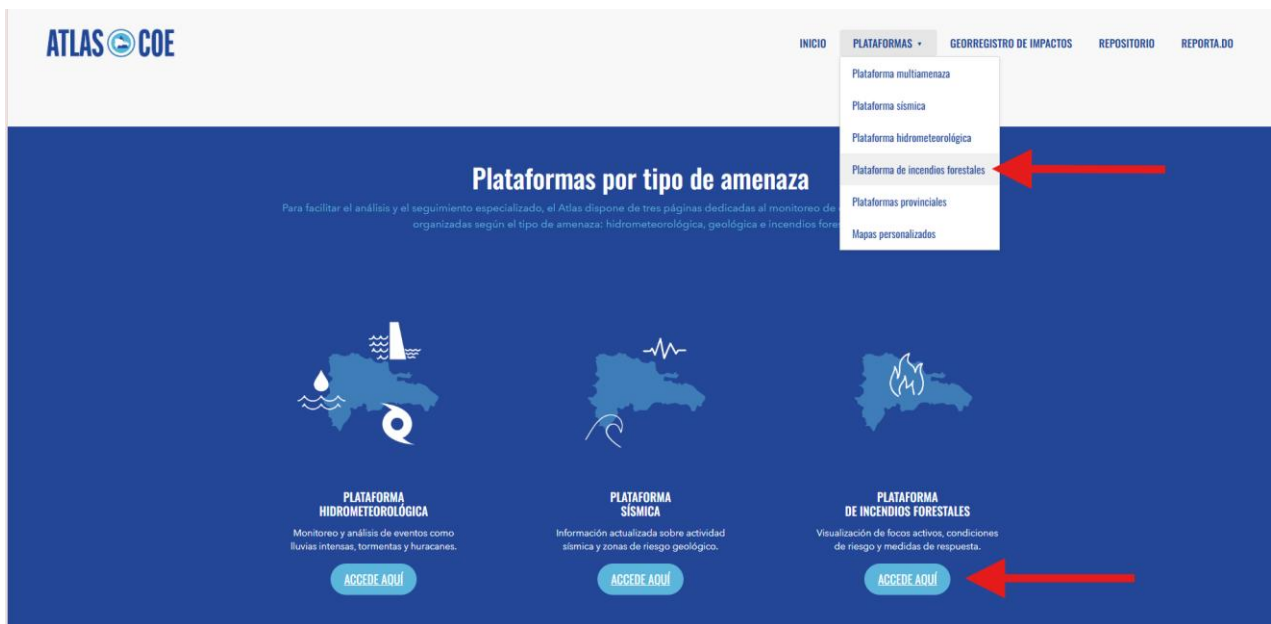 ATLAS COE
INICIO
PLATAFORMAS
GEORREGISTRO DE IMPACTOS
REPOSITORIO
REPORTA.DO
Plataforma multiamenaza
Plataforma sísmica
Plataforma hidrometeorológica
Plataforma de incendios forestales
Plataformas provinciales
Mapas personalizados
Plataformas por tipo de amenaza
Para facilitar el análisis y el seguimiento especializado, el Atlas dispone de tres páginas dedicadas al monitoreo de
organizadas según el tipo de amenaza: hidrometeorológica, geológica e incendios fore
PLATAFORMA
HIDROMETEOROLÓGICA
Monitoreo y análisis de eventos como
lluvias intensas, tormentas y huracanes.
ACCEDE AQUÍ
PLATAFORMA
SÍSMICA
Información actualizada sobre actividad
sísmica y zonas de riesgo geológico.
ACCEDE AQUÍ
PLATAFORMA
DE INCENDIOS FORESTALES
Visualización de focos activos, condiciones
de riesgo y medidas de respuesta.
ACCEDE AQUÍ